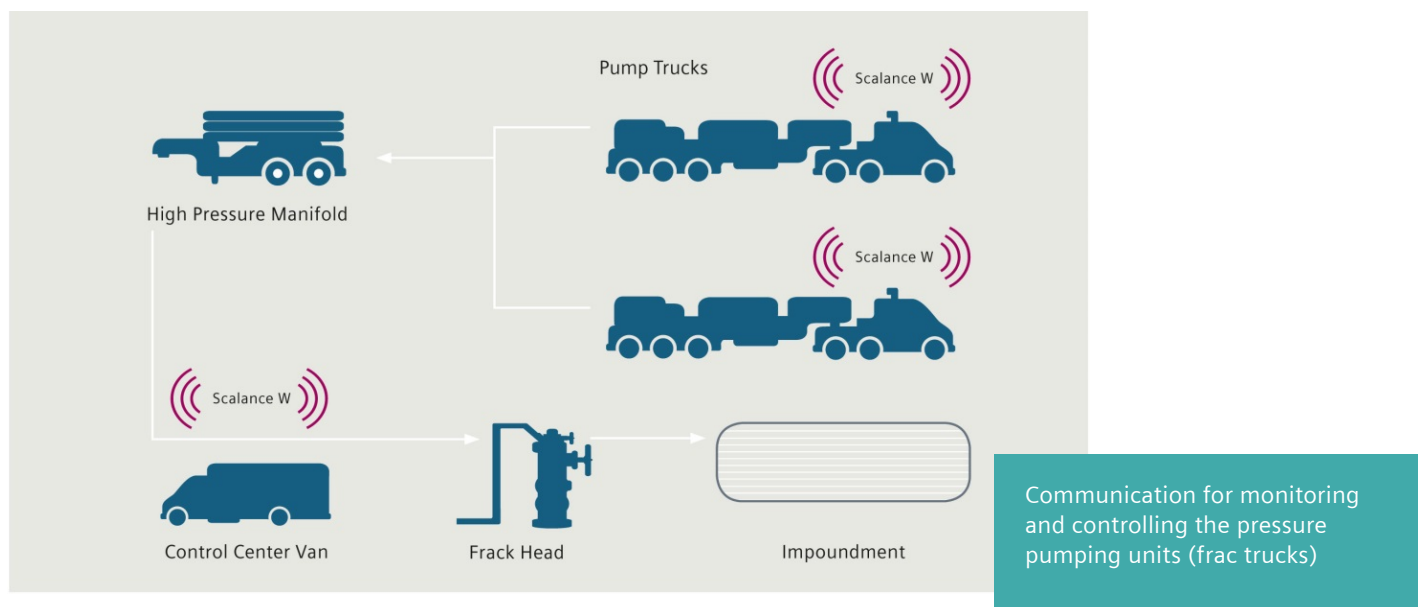 Pump Trucks
Scalance W
High Pressure Manifold
Scalance W
Scalance W
Control Center Van
Frack Head
Impoundment
Communication for monitoring
and controlling the pressure
pumping units (frac trucks)